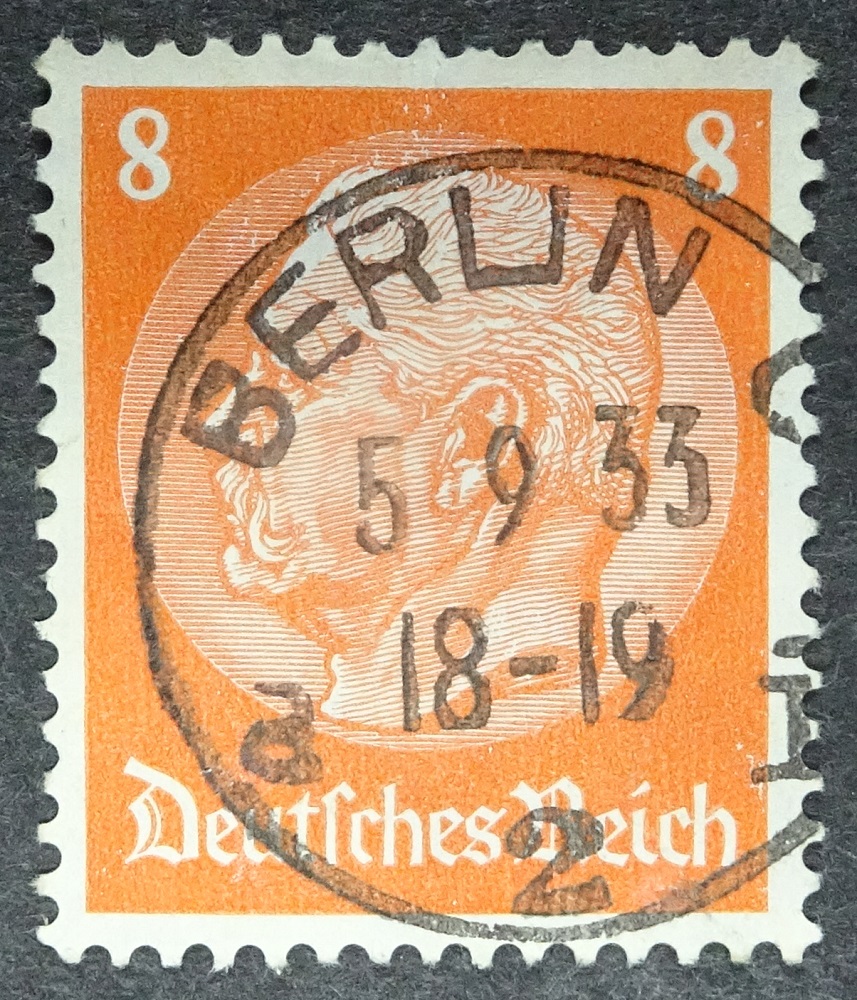 8 8
BERLIN
5 9 33
18-19
a
Deutſches Reich
2